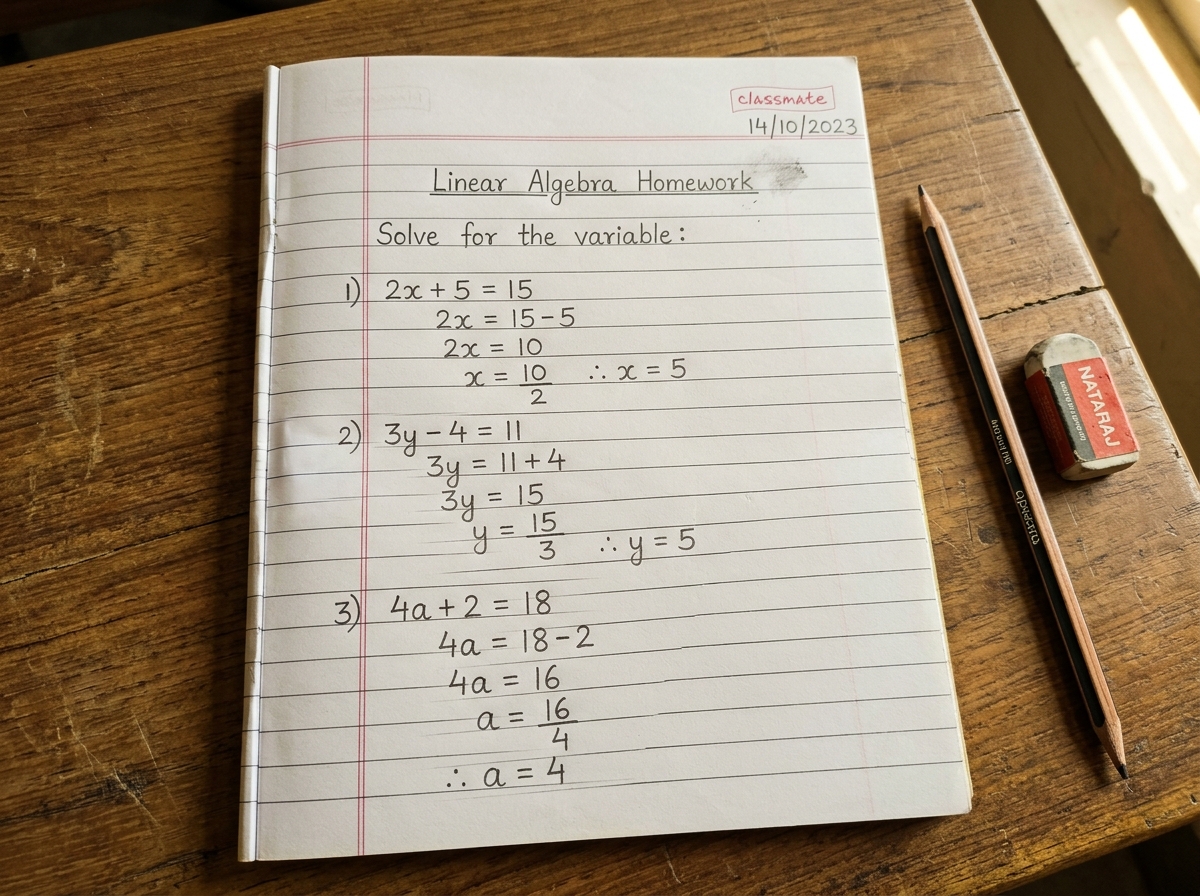 classmate
14/10/2023
Linear Algebra Homework
Solve for the variable:
1) 2x + 5 = 15
2x = 15 - 5
2x = 10
x = 10/2 ∴ x = 5
2) 3y - 4 = 11
3y = 11 + 4
3y = 15
y = 15/3 ∴ y = 5
3) 4a + 2 = 18
4a = 18 - 2
4a = 16
a = 16/4
∴ a = 4
NATARAJ